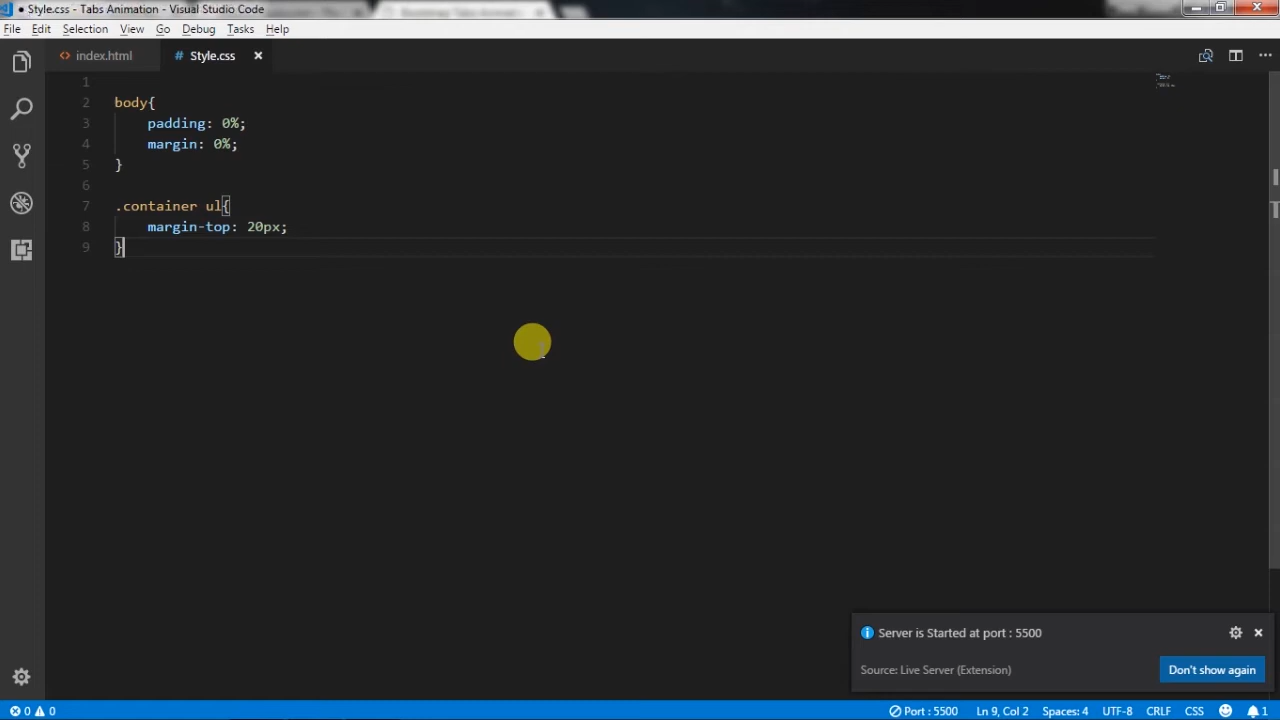 ● Style.css - Tabs Animation - Visual Studio Code
File Edit Selection View Go Debug Tasks Help
<> index.html # Style.css ×
1
2 body{
3 padding: 0%;
4 margin: 0%;
5 }
6
7 .container ul{
8 margin-top: 20px;
9 }
Server is Started at port : 5500
Source: Live Server (Extension)
Don't show again
0 0 Port : 5500 Ln 9, Col 2 Spaces: 4 UTF-8 CRLF CSS 1